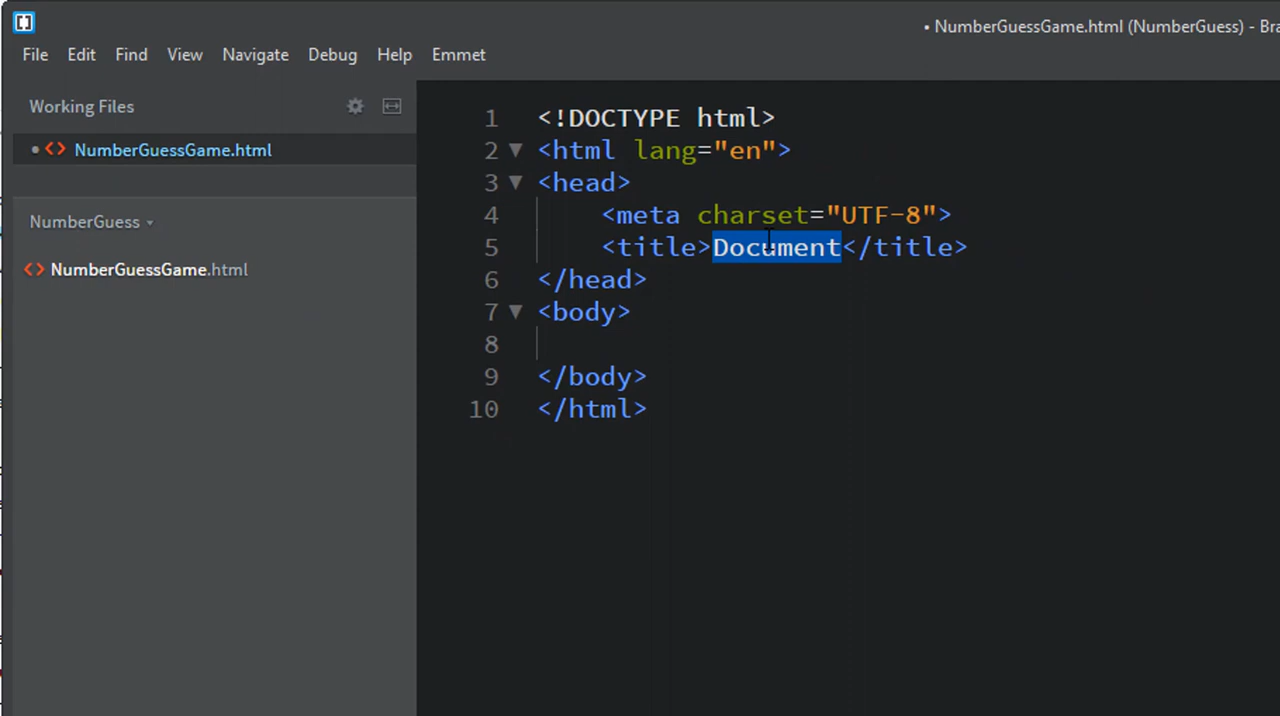 • NumberGuessGame.html (NumberGuess) - Bra
File Edit Find View Navigate Debug Help Emmet
Working Files
• <> NumberGuessGame.html
NumberGuess
<> NumberGuessGame.html
1 <!DOCTYPE html>
2 <html lang="en">
3 <head>
4 <meta charset="UTF-8">
5 <title>Document</title>
6 </head>
7 <body>
8
9 </body>
10 </html>